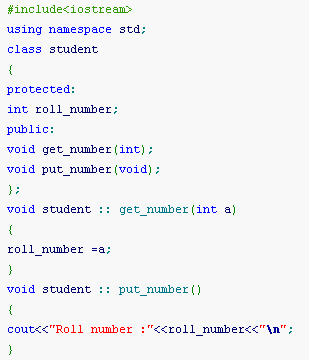 #include<iostream>
using namespace std;
class student
{
protected:
int roll_number;
public:
void get_number(int);
void put_number(void);
};
void student :: get_number(int a)
{
roll_number =a;
}
void student :: put_number()
{
cout<<"Roll number :"<<roll_number<<"\n";
}